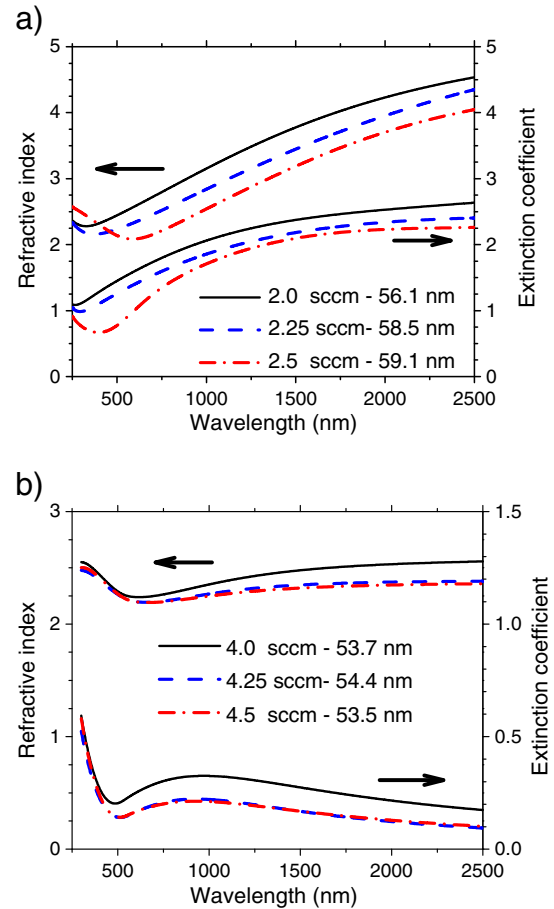 a)
5
4
3
2
1
0
Refractive index
5
4
3
2
1
0
Extinction coefficient
2.0 sccm - 56.1 nm
2.25 sccm- 58.5 nm
2.5 sccm - 59.1 nm
500 1000 1500 2000 2500
Wavelength (nm)
b)
3
2
1
0
Refractive index
1.5
1.0
0.5
0.0
Extinction coefficient
4.0 sccm - 53.7 nm
4.25 sccm- 54.4 nm
4.5 sccm - 53.5 nm
500 1000 1500 2000 2500
Wavelength (nm)